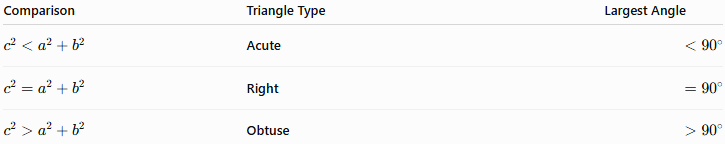 Comparison Triangle Type Largest Angle
c² < a² + b² Acute < 90°
c² = a² + b² Right = 90°
c² > a² + b² Obtuse > 90°